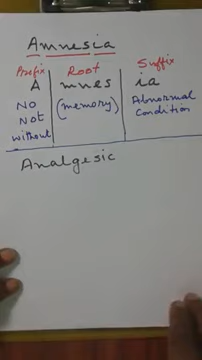 Amnesia
Prefix Root Suffix
A mnes ia
No (memory) Abnormal
Not Condition
without
Analgesic